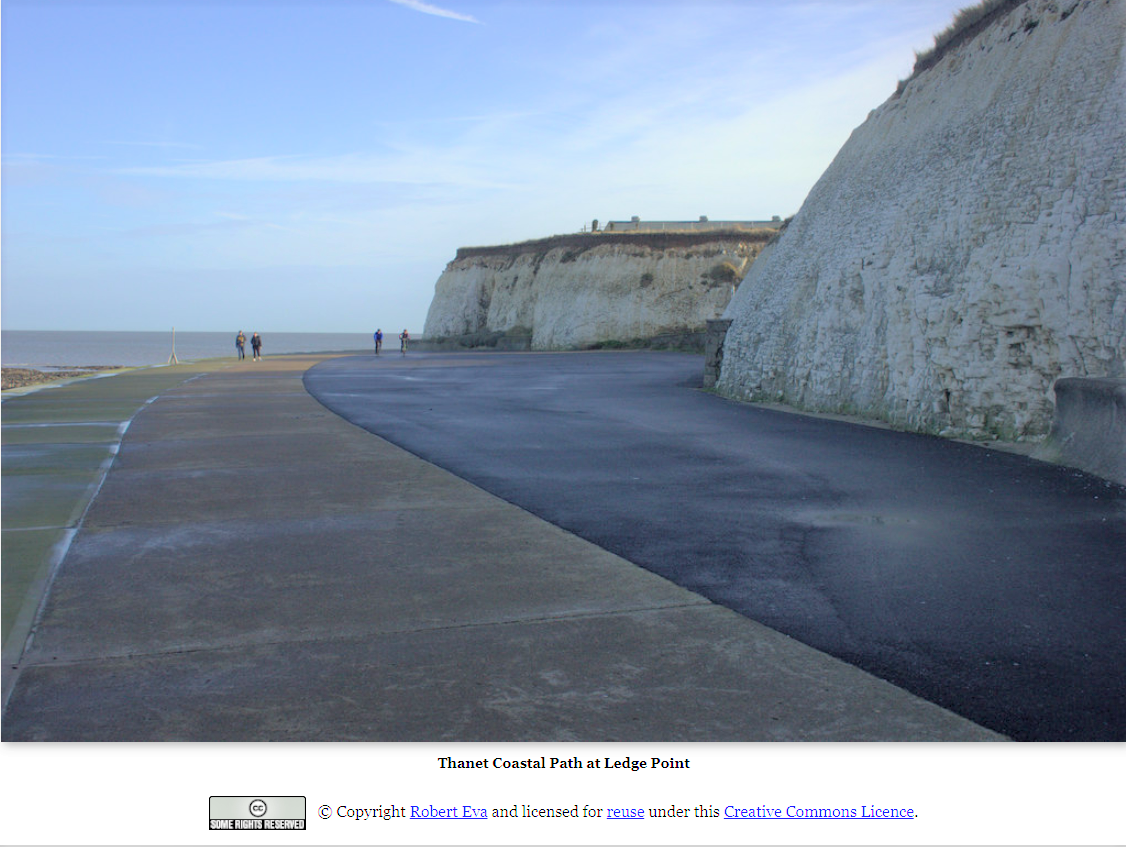 Thanet Coastal Path at Ledge Point
cc
SOME RIGHTS RESERVED
© Copyright Robert Eva and licensed for reuse under this Creative Commons Licence.